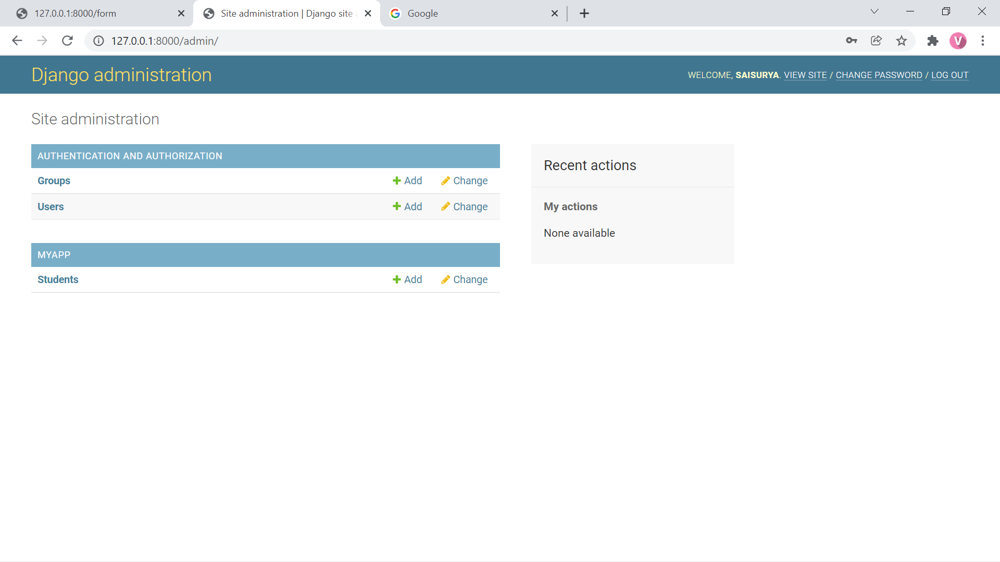 127.0.0.1:8000/form
Site administration | Django site
Google
127.0.0.1:8000/admin/
V
Django administration
WELCOME, SAISURYA. VIEW SITE / CHANGE PASSWORD / LOG OUT
Site administration
AUTHENTICATION AND AUTHORIZATION
Groups Add Change
Users Add Change
MYAPP
Students Add Change
Recent actions
My actions
None available